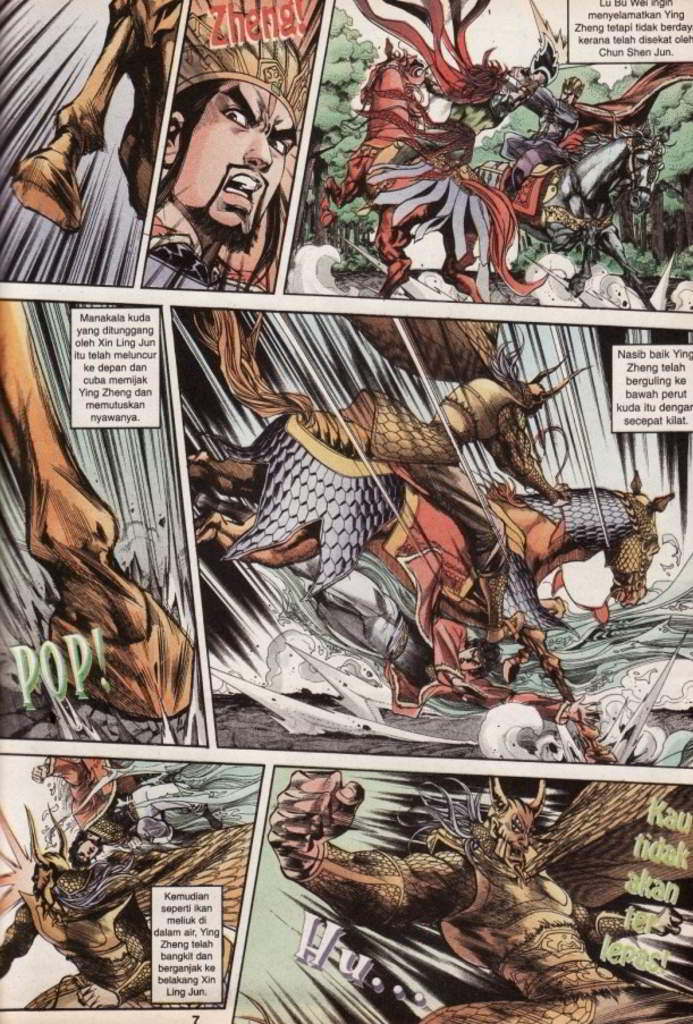 Zheng!
Lu Bu Wei ingin
menyelamatkan Ying
Zheng tetapi tidak berdaya
kerana telah disekat oleh
Chun Shen Jun.
Manakala kuda
yang ditunggang
oleh Xin Ling Jun
itu telah meluncur
ke depan dan
cuba memijak
Ying Zheng dan
memutuskan
nyawanya.
Nasib baik Ying
Zheng telah
berguling ke
bawah perut
kuda itu dengan
secepat kilat.
POP!
Kemudian
seperti ikan
meliuk di
dalam air, Ying
Zheng telah
bangkit dan
berganjak ke
belakang Xin
Ling Jun.
Hu.....
Kau
tidak
akan
ter
lepas!
7